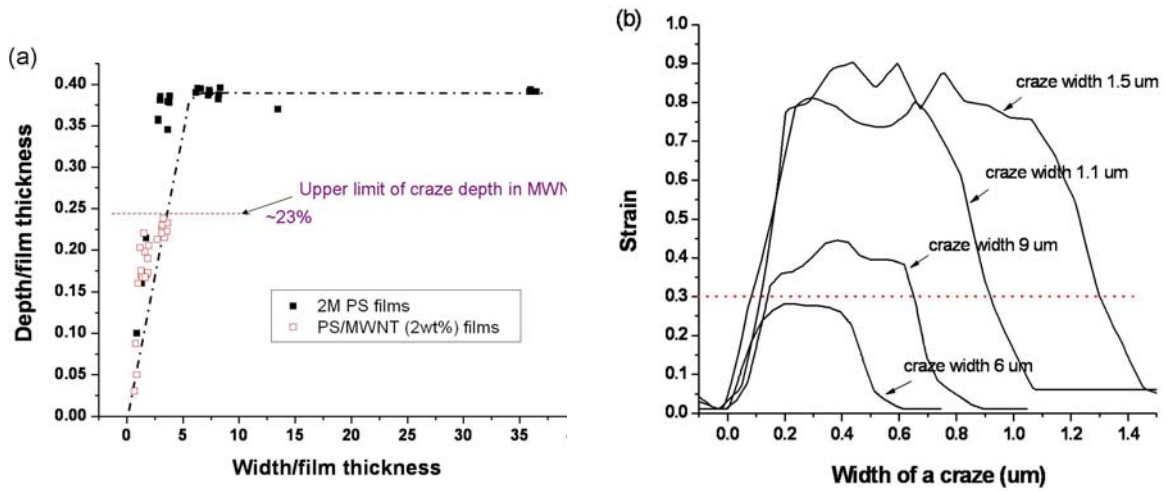 (a)
0.40
0.35
0.30
0.25
0.20
0.15
0.10
0.05
0.00
Depth/film thickness
Upper limit of craze depth in MWN
~23%
2M PS films
PS/MWNT (2wt%) films
0
5
10
15
20
25
30
35
Width/film thickness
(b)
1.0
0.9
0.8
0.7
0.6
0.5
0.4
0.3
0.2
0.1
0.0
Strain
craze width 1.5 um
craze width 1.1 um
craze width 9 um
craze width 6 um
0.0
0.2
0.4
0.6
0.8
1.0
1.2
1.4
Width of a craze (um)